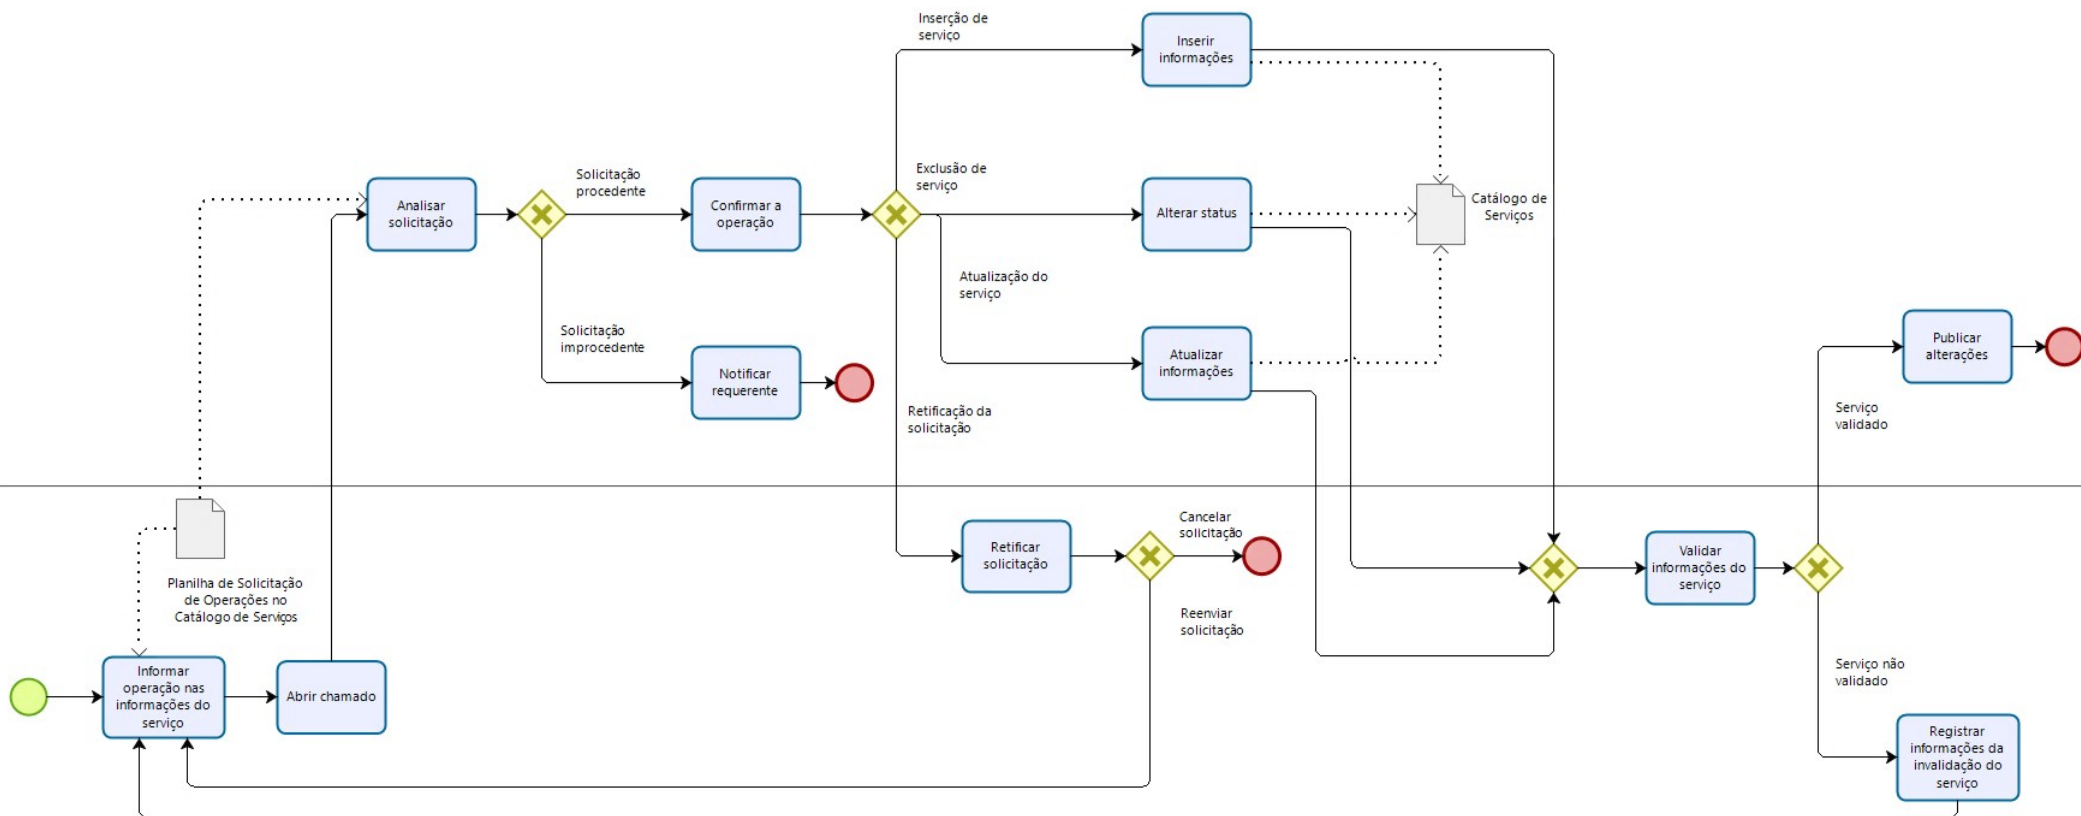 Inserção de
serviço
Inserir
informações
Analisar
solicitação
Solicitação
procedente
Confirmar a
operação
Exclusão de
serviço
Alterar status
Catálogo de
Serviços
Atualização do
serviço
Solicitação
improcedente
Notificar
requerente
Atualizar
informações
Retificação da
solicitação
Publicar
alterações
Serviço
validado
Planilha de Solicitação
de Operações no
Catálogo de Serviços
Retificar
solicitação
Cancelar
solicitação
Reenviar
solicitação
Validar
informações do
serviço
Informar
operação nas
informações do
serviço
Abrir chamado
Serviço não
validado
Registrar
informações da
invalidação do
serviço